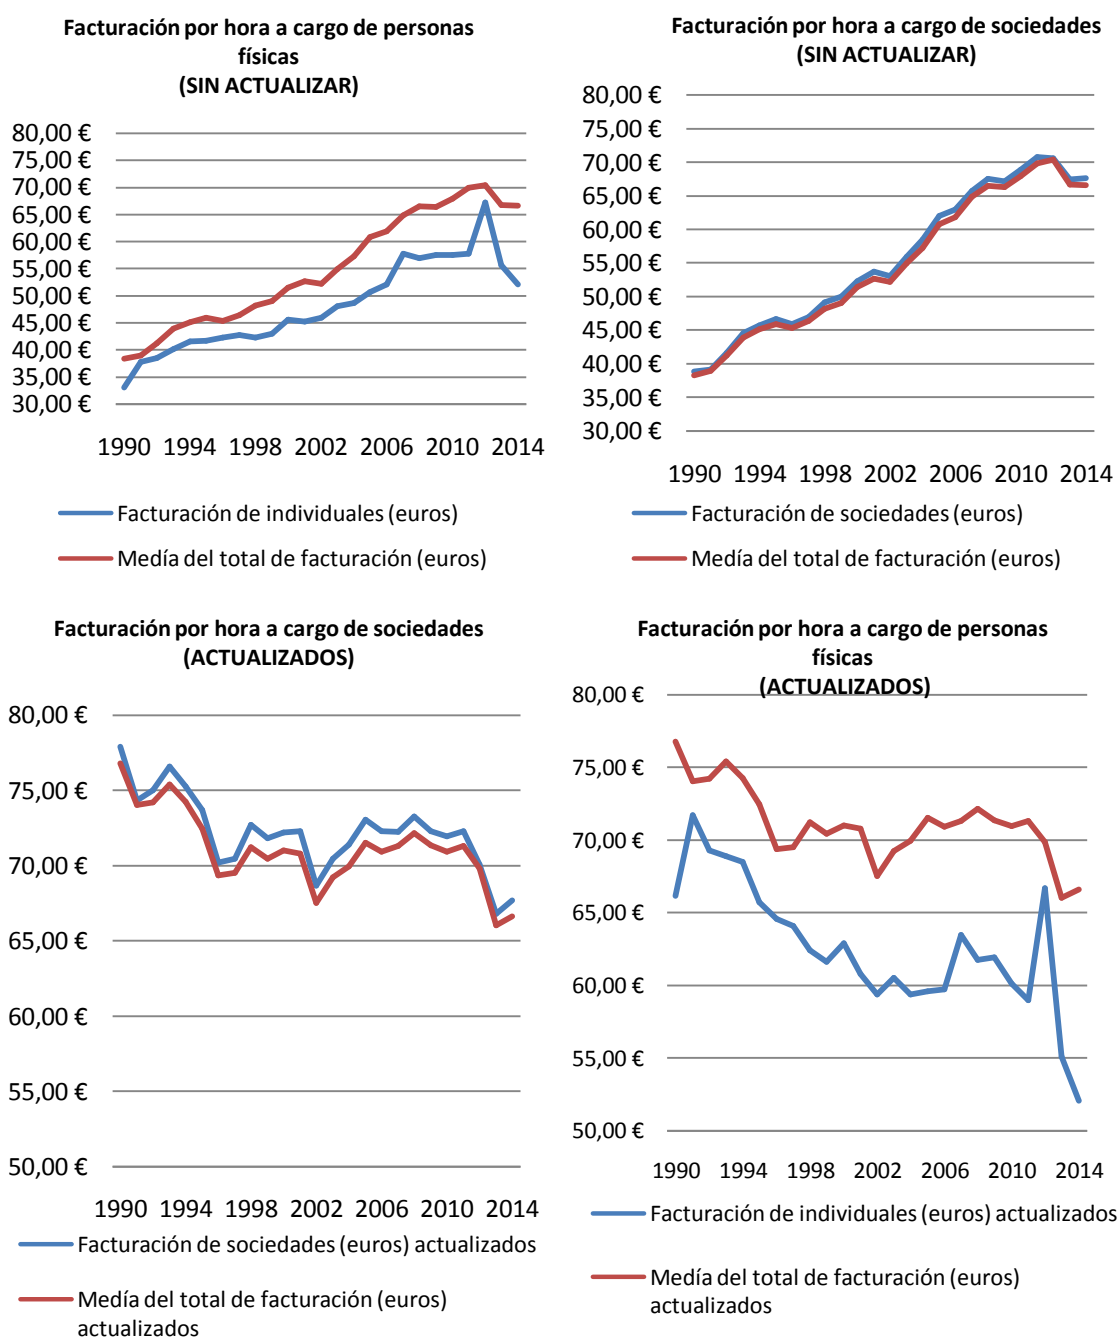 Facturación por hora a cargo de personas
físicas
(SIN ACTUALIZAR)
80,00 €
75,00 €
70,00 €
65,00 €
60,00 €
55,00 €
50,00 €
45,00 €
40,00 €
35,00 €
30,00 €
1990 1994 1998 2002 2006 2010 2014
Facturación de individuales (euros)
Medía del total de facturación (euros)
Facturación por hora a cargo de sociedades
(SIN ACTUALIZAR)
80,00 €
75,00 €
70,00 €
65,00 €
60,00 €
55,00 €
50,00 €
45,00 €
40,00 €
35,00 €
30,00 €
1990 1994 1998 2002 2006 2010 2014
Facturación de sociedades (euros)
Medía del total de facturación (euros)
Facturación por hora a cargo de sociedades
(ACTUALIZADOS)
80,00 €
75,00 €
70,00 €
65,00 €
60,00 €
55,00 €
50,00 €
1990 1994 1998 2002 2006 2010 2014
Facturación de sociedades (euros) actualizados
Medía del total de facturación (euros)
actualizados
Facturación por hora a cargo de personas
físicas
(ACTUALIZADOS)
80,00 €
75,00 €
70,00 €
65,00 €
60,00 €
55,00 €
50,00 €
1990 1994 1998 2002 2006 2010 2014
Facturación de individuales (euros) actualizados
Medía del total de facturación (euros)
actualizados